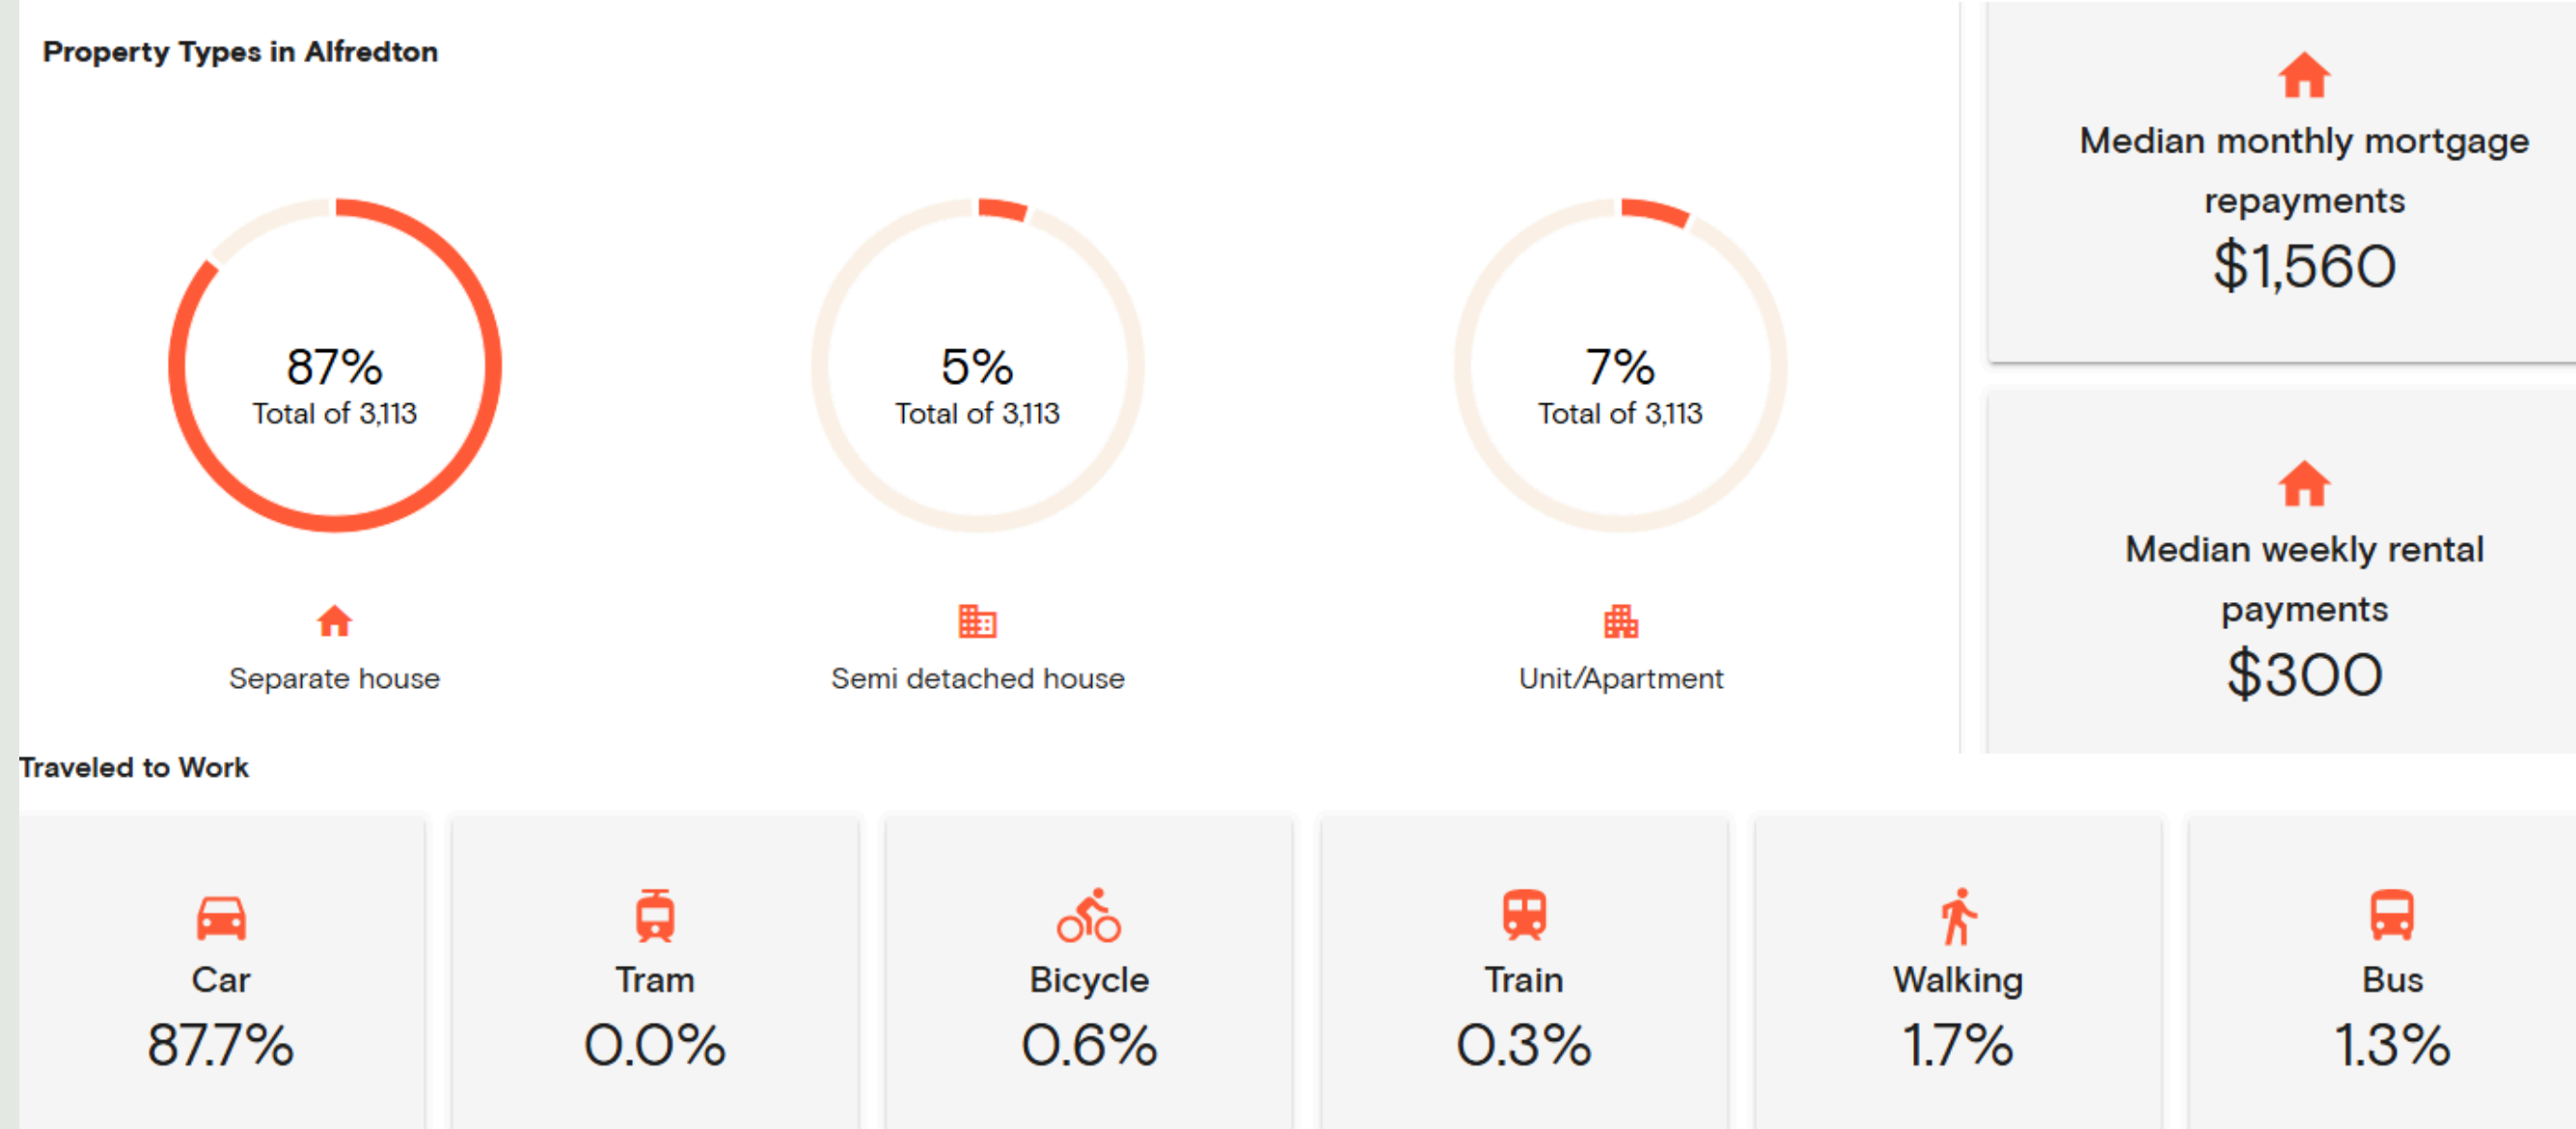 Property Types in Alfredton
87%
Total of 3,113
Separate house
5%
Total of 3,113
Semi detached house
7%
Total of 3,113
Unit/Apartment
Median monthly mortgage
repayments
$1,560
Median weekly rental
payments
$300
Traveled to Work
Car
87.7%
Tram
0.0%
Bicycle
0.6%
Train
0.3%
Walking
1.7%
Bus
1.3%